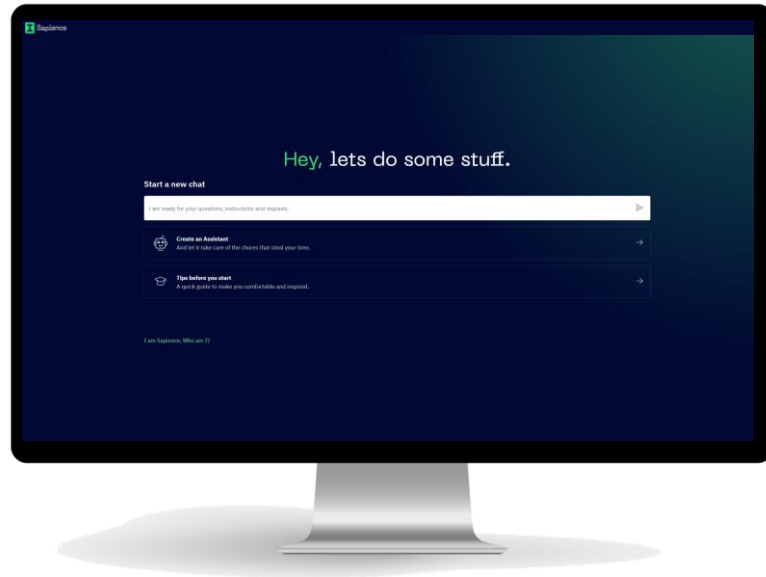 Sapience
Hey, lets do some stuff.
Start a new chat
I am ready for your questions, instructions and requests.
Create an Assistant
And let it take care of the chores that steal your time.
Tips before you start
A quick guide to make you comfortable and inspired.
I am Sapience. Who am I?